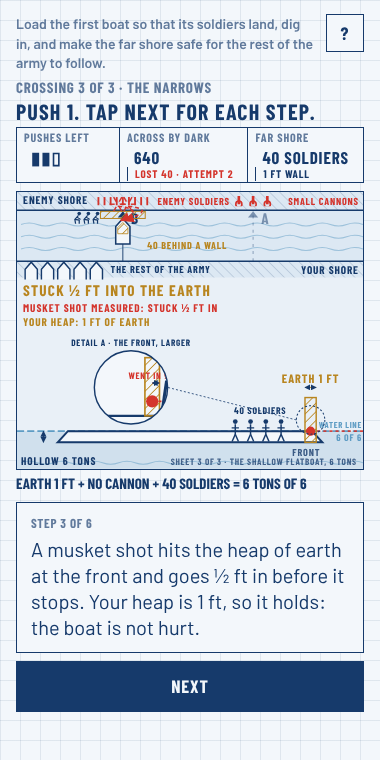 Load the first boat so that its soldiers land, dig
in, and make the far shore safe for the rest of the
army to follow.
?
CROSSING 3 OF 3 · THE NARROWS
PUSH 1. TAP NEXT FOR EACH STEP.
PUSHES LEFT
ACROSS BY DARK
640
LOST 40 · ATTEMPT 2
FAR SHORE
40 SOLDIERS
1 FT WALL
ENEMY SHORE
ENEMY SOLDIERS
SMALL CANNONS
A
40 BEHIND A WALL
THE REST OF THE ARMY
YOUR SHORE
STUCK ½ FT INTO THE EARTH
MUSKET SHOT MEASURED: STUCK ½ FT IN
YOUR HEAP: 1 FT OF EARTH
DETAIL A · THE FRONT, LARGER
WENT IN
EARTH 1 FT
40 SOLDIERS
WATER LINE
6 OF 6
FRONT
HOLLOW 6 TONS
SHEET 3 OF 3 · THE SHALLOW FLATBOAT, 6 TONS
EARTH 1 FT + NO CANNON + 40 SOLDIERS = 6 TONS OF 6
STEP 3 OF 6
A musket shot hits the heap of earth
at the front and goes ½ ft in before it
stops. Your heap is 1 ft, so it holds:
the boat is not hurt.
NEXT